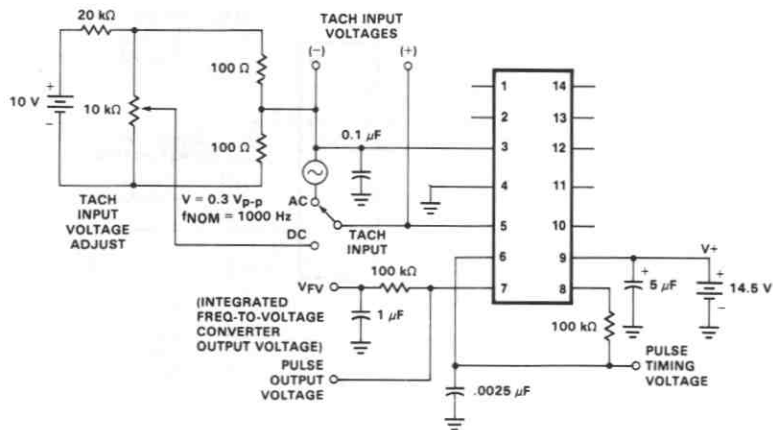 20 kΩ
TACH INPUT
VOLTAGES
(−)
(+)
100 Ω
+
10 V
−
10 kΩ
100 Ω
0.1 µF
TACH
INPUT
VOLTAGE
ADJUST
V = 0.3 Vp-p
fNOM = 1000 Hz
AC
DC
TACH
INPUT
1
2
3
4
5
6
7
14
13
12
11
10
9
8
V+
+
5 µF
+
14.5 V
−
VFV
100 kΩ
(INTEGRATED
FREQ-TO-VOLTAGE
CONVERTER
OUTPUT VOLTAGE)
1 µF
100 kΩ
PULSE
OUTPUT
VOLTAGE
.0025 µF
PULSE
TIMING
VOLTAGE